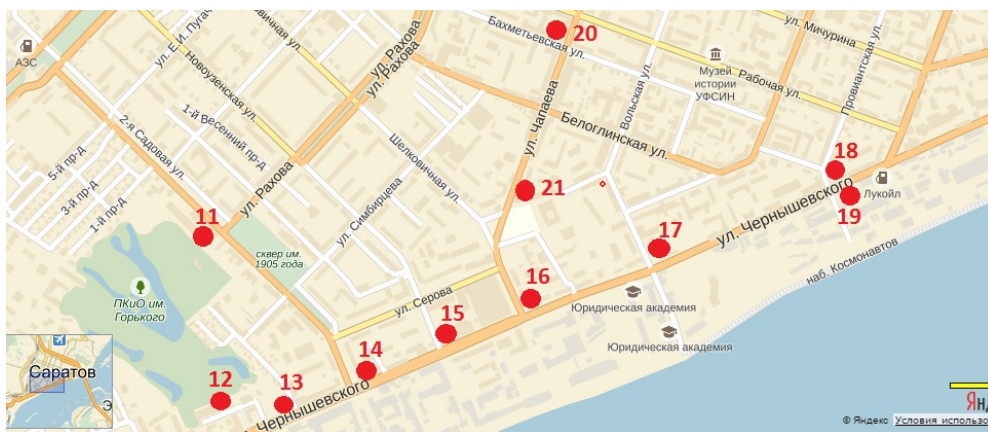 20
Бахметьевская ул.
ул. Мичурина
АЗС
ул. Рахова
ул. Рахова
Музей
истории
УФСИН
Рабочая ул.
Провиантская ул.
Новоузенская ул.
1-й Весенний пр-д
2-я Садовая ул.
5-й пр-д
3-й пр-д
1-й пр-д
ул. Чапаева
Вольская ул.
Белоглинская ул.
Шелковичная ул.
ул. Симбирцева
ул. Рахова
18
21
Лукойл
19
11
17
ул. Чернышевского
сквер им.
1905 года
наб. Космонавтов
ПКиО им.
Горького
ул. Серова
16
Юридическая академия
15
Юридическая академия
14
Саратов
Э
12
13
Чернышевского
Янд
© Яндекс Условия использо